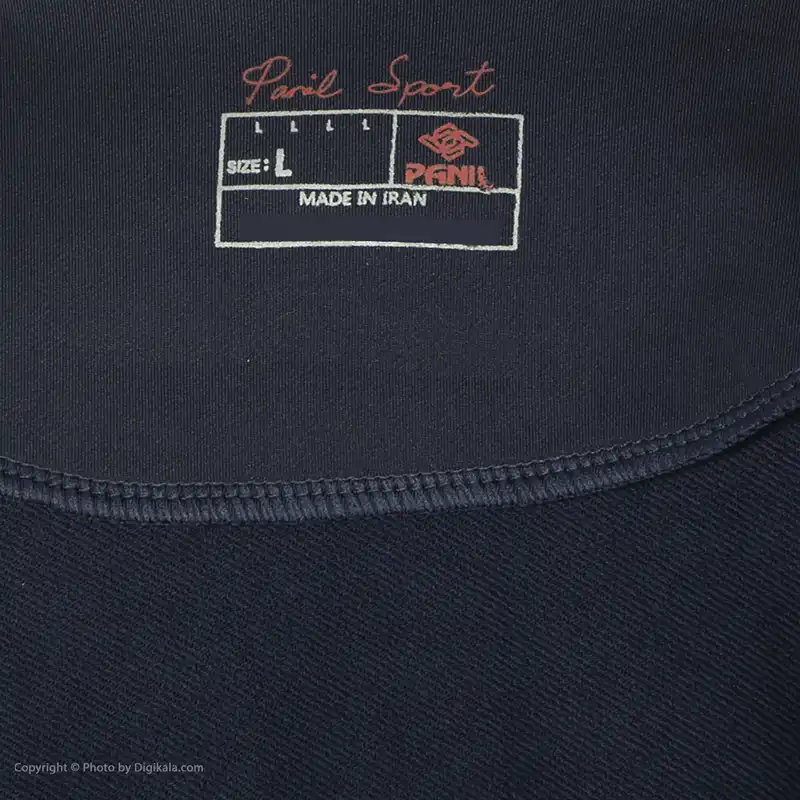 Panil Sport
L L L L
SIZE: L
PANIL
MADE IN IRAN
Copyright © Photo by Digikala.com